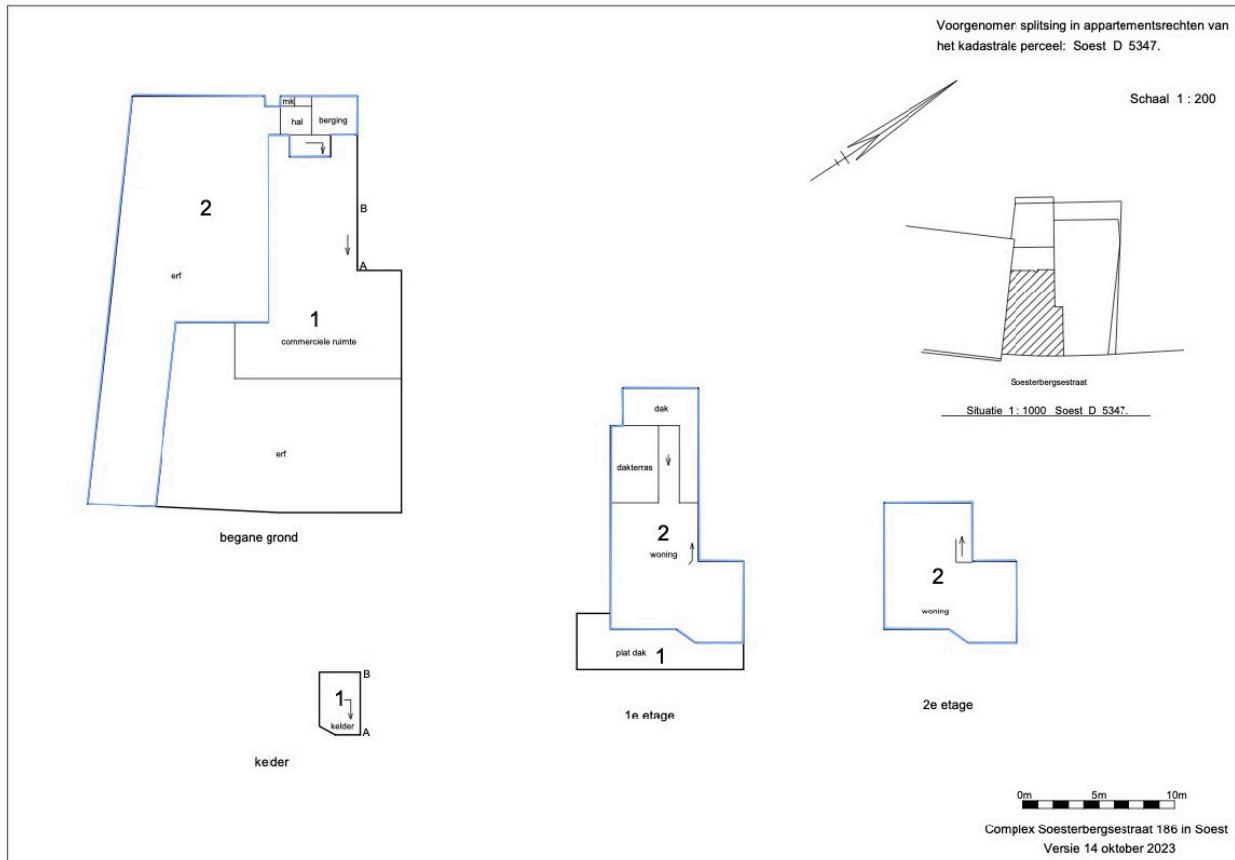 Voorgenomen splitsing in appartementsrechten van
het kadastrale perceel: Soest D 5347.
Schaal 1 : 200
mk
hal
berging
2
B
erf
A
1
commerciele ruimte
erf
begane grond
Soesterbergsestraat
Situatie 1 : 1000 Soest D 5347.
dak
dakterras
2
woning
plat dak 1
1e etage
2
woning
2e etage
B
1
kelder
A
kelder
0m 5m 10m
Complex Soesterbergsestraat 186 in Soest
Versie 14 oktober 2023